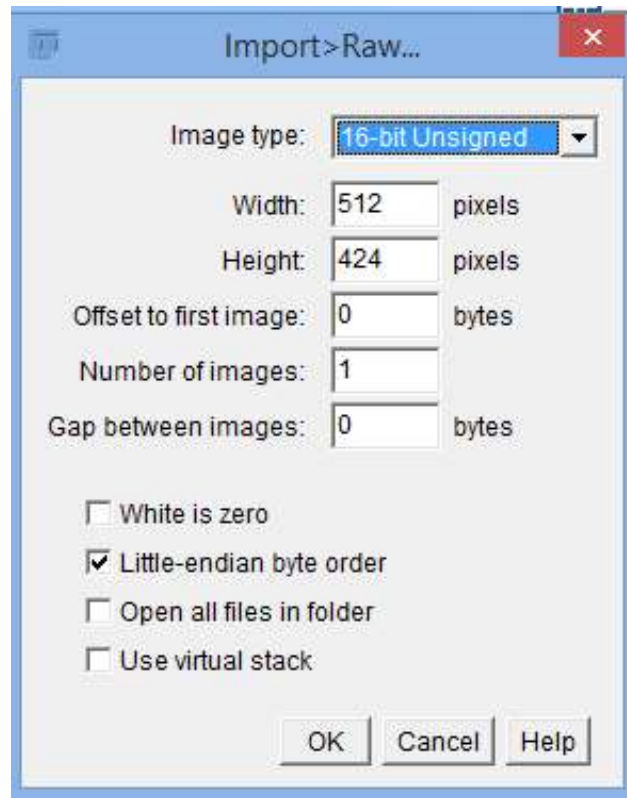 Import>Raw...
Image type: 16-bit Unsigned
Width: 512 pixels
Height: 424 pixels
Offset to first image: 0 bytes
Number of images: 1
Gap between images: 0 bytes
White is zero
Little-endian byte order
Open all files in folder
Use virtual stack
OK Cancel Help